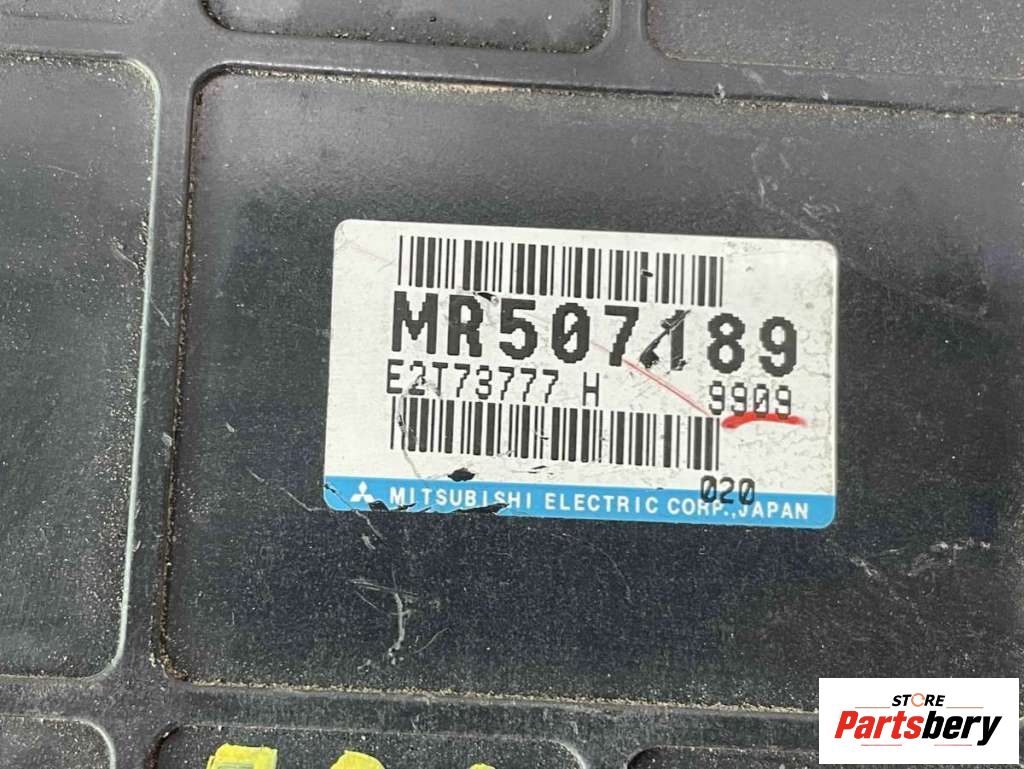 MR507189
E2T73777 H 9909
020
MITSUBISHI ELECTRIC CORP., JAPAN
STORE
Partsbery